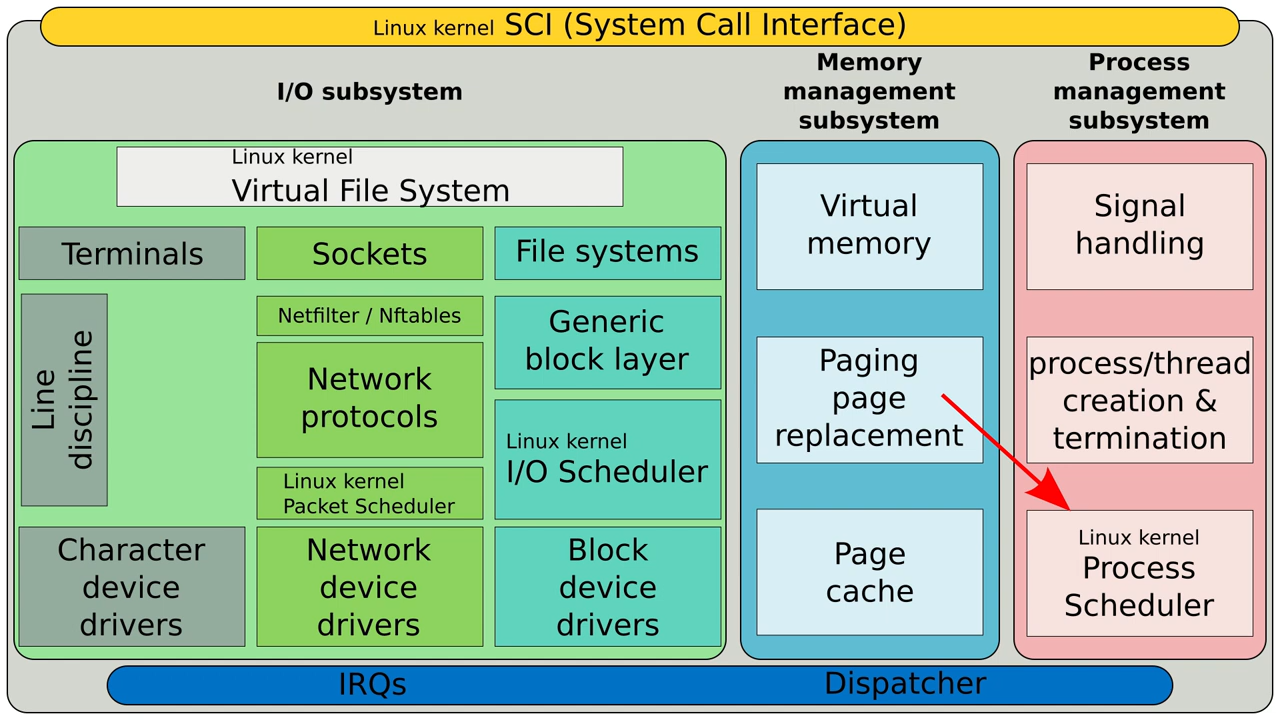 Linux kernel SCI (System Call Interface)
I/O subsystem
Memory
management
subsystem
Process
management
subsystem
Linux kernel
Virtual File System
Terminals
Sockets
File systems
Line
discipline
Netfilter / Nftables
Network
protocols
Linux kernel
Packet Scheduler
Generic
block layer
Linux kernel
I/O Scheduler
Character
device
drivers
Network
device
drivers
Block
device
drivers
Virtual
memory
Paging
page
replacement
Page
cache
Signal
handling
process/thread
creation &
termination
Linux kernel
Process
Scheduler
IRQs
Dispatcher